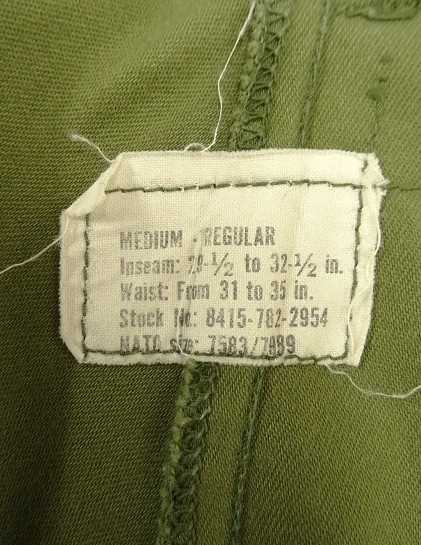 MEDIUM - REGULAR
Inseam: 29-1/2 to 32-1/2 in.
Waist: From 31 to 35 in.
Stock No: 8415-782-2954
NATO size: 7583/7989